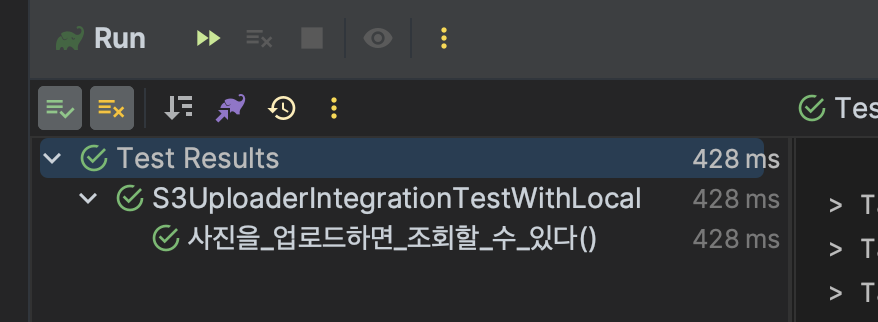 Run
Tes
Test Results 428 ms
S3UploaderIntegrationTestWithLocal 428 ms
사진을_업로드하면_조회할_수_있다() 428 ms
> Ta
> Ta
> Ta